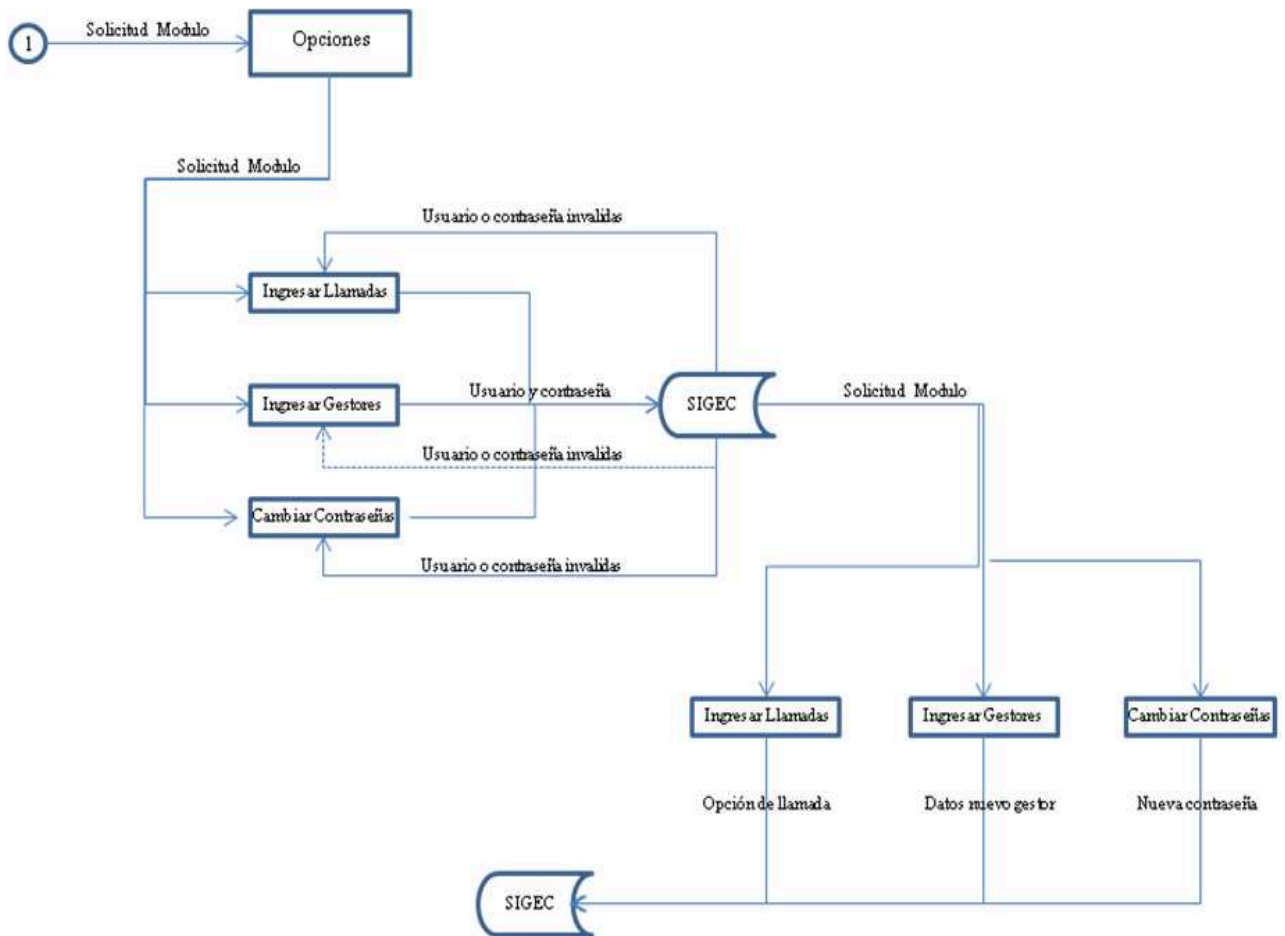 1
Solicitud Modulo
Opciones
Solicitud Modulo
Usuario o contraseña invalidas
Ingresar Llamadas
Ingresar Gestores
Usuario y contraseña
SIGEC
Solicitud Modulo
Usuario o contraseña invalidas
Cambiar Contraseñas
Usuario o contraseña invalidas
Ingresar Llamadas
Ingresar Gestores
Cambiar Contraseñas
Opción de llamada
Datos nuevo gestor
Nueva contraseña
SIGEC